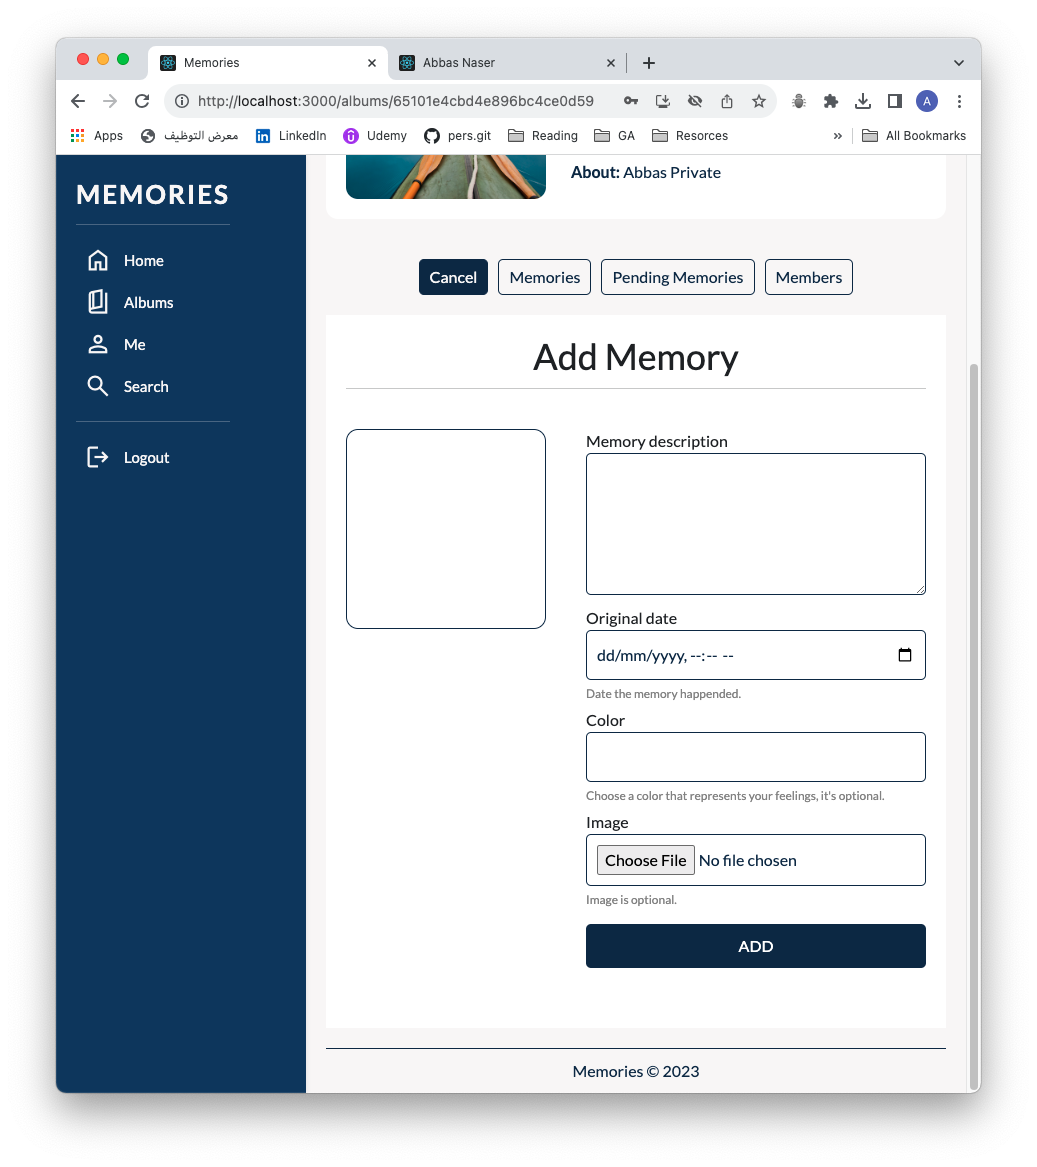 Memories
Abbas Naser
http://localhost:3000/albums/65101e4cbd4e896bc4ce0d59
A
Apps
معرض التوظيف
LinkedIn
Udemy
pers.git
Reading
GA
Resorces
»
All Bookmarks
MEMORIES
Home
Albums
Me
Search
Logout
About: Abbas Private
Cancel
Memories
Pending Memories
Members
Add Memory
Memory description
Original date
dd/mm/yyyy, --:-- --
Date the memory happended.
Color
Choose a color that represents your feelings, it's optional.
Image
Choose File No file chosen
Image is optional.
ADD
Memories © 2023